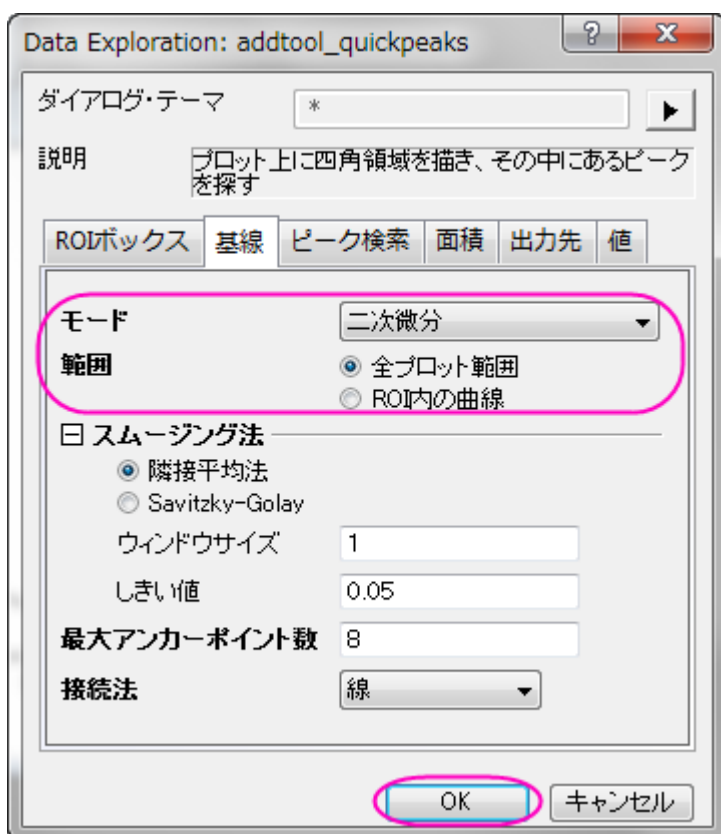 Data Exploration: addtool_quickpeaks
ダイアログ・テーマ
*
説明
プロット上に四角領域を描き、その中にあるピーク
を探す
ROIボックス 基線 ピーク検索 面積 出力先 値
モード 二次微分
範囲 全プロット範囲
ROI内の曲線
スムージング法
隣接平均法
Savitzky-Golay
ウィンドウサイズ 1
しきい値 0.05
最大アンカーポイント数 8
接続法 線
OK キャンセル